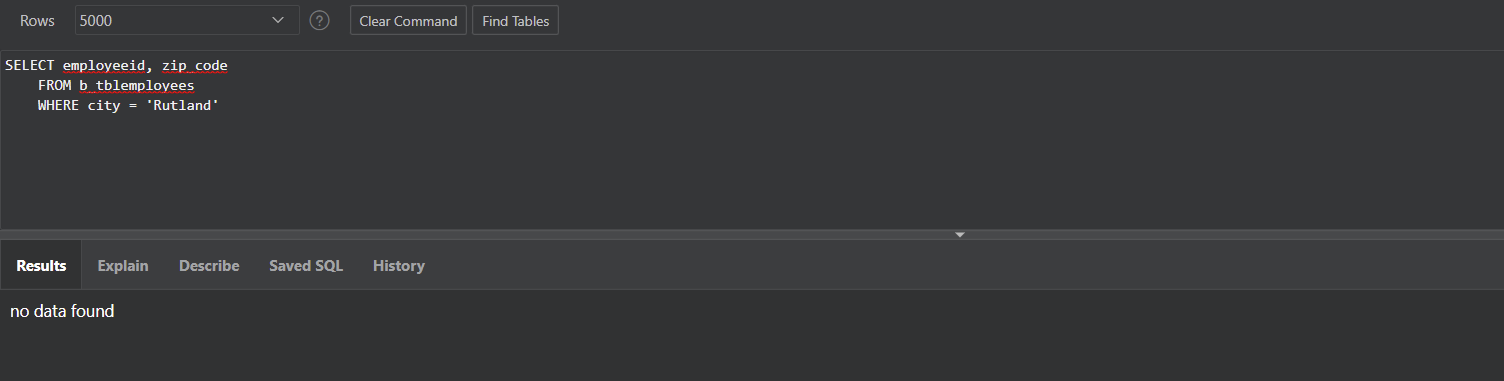 Rows 5000 ? Clear Command Find Tables
SELECT employeeid, zip_code
FROM b_tblemployees
WHERE city = 'Rutland'
Results Explain Describe Saved SQL History
no data found